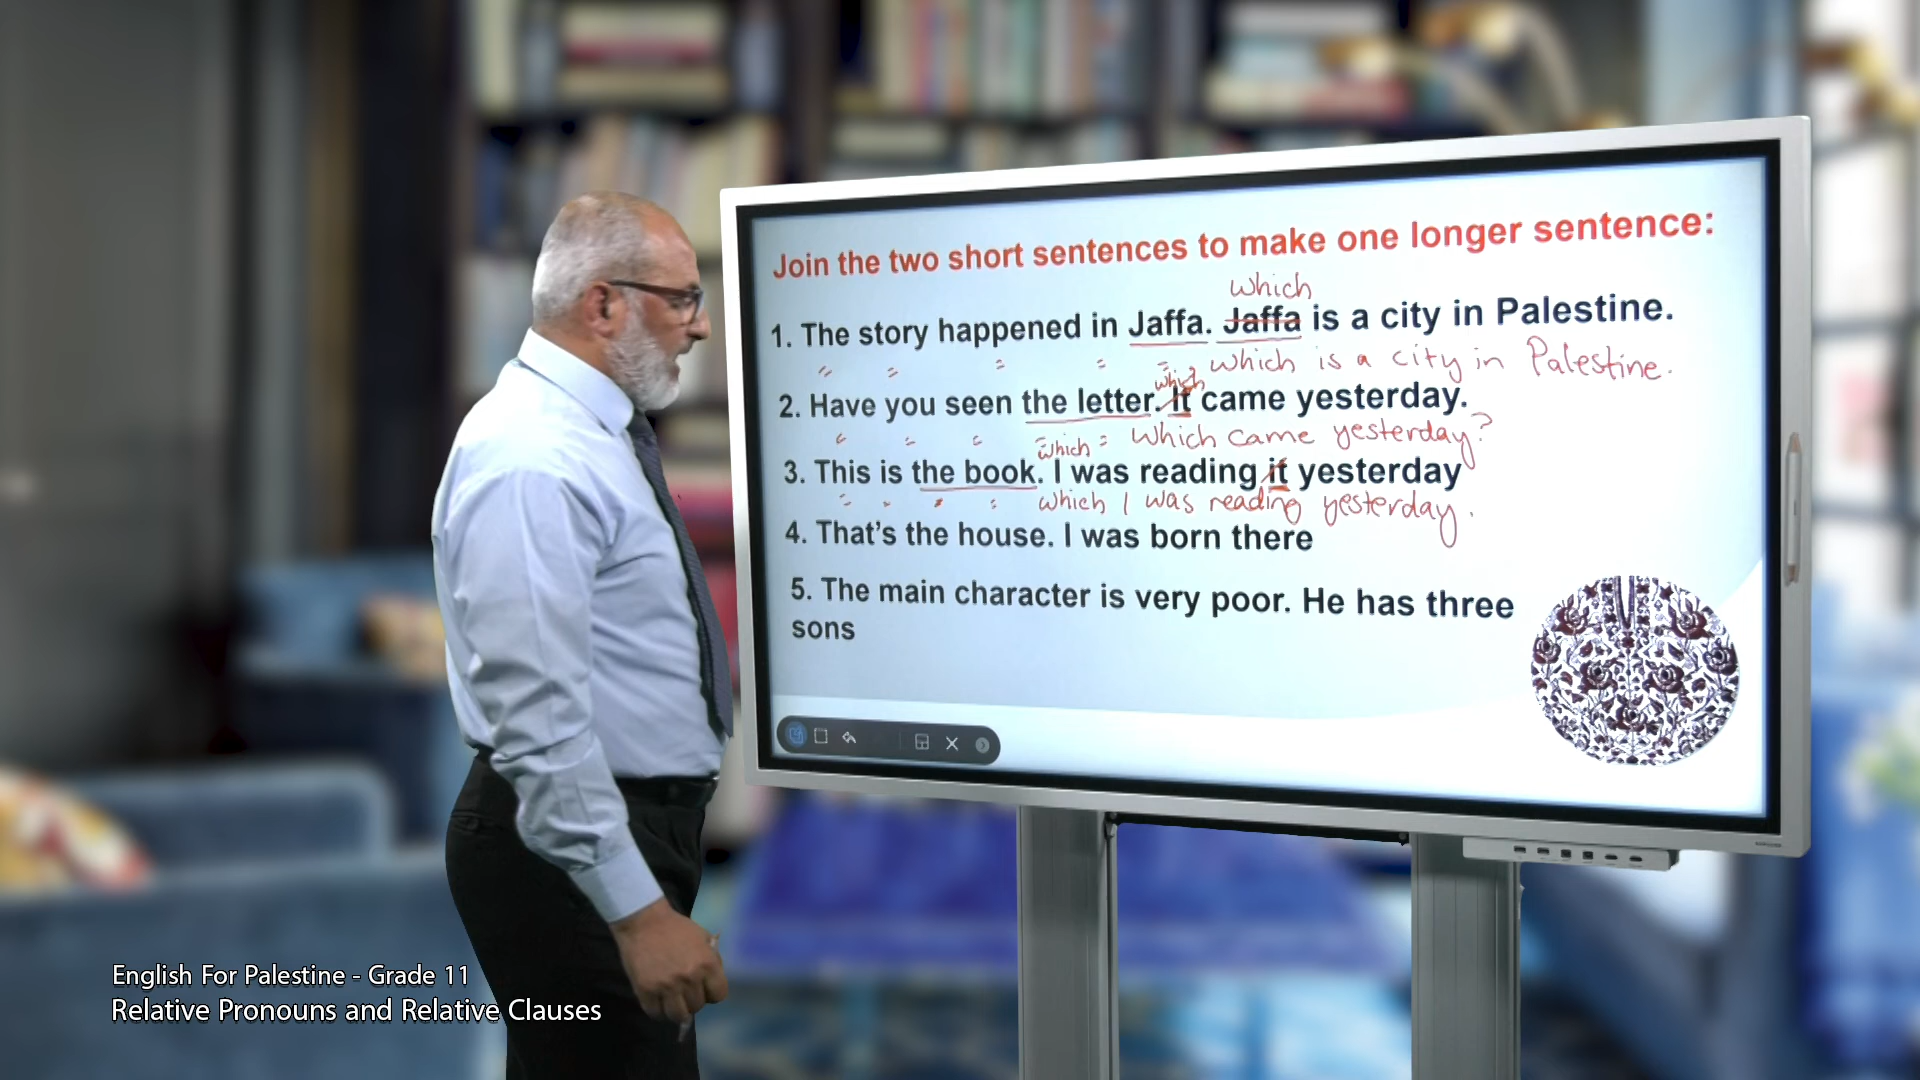 Join the two short sentences to make one longer sentence:
which
1. The story happened in Jaffa. Jaffa is a city in Palestine.
" = = = = which is a city in Palestine.
which
2. Have you seen the letter. It came yesterday.
which came yesterday?
which
3. This is the book. I was reading it yesterday
which I was reading yesterday.
4. That's the house. I was born there
5. The main character is very poor. He has three
sons
English For Palestine - Grade 11
Relative Pronouns and Relative Clauses